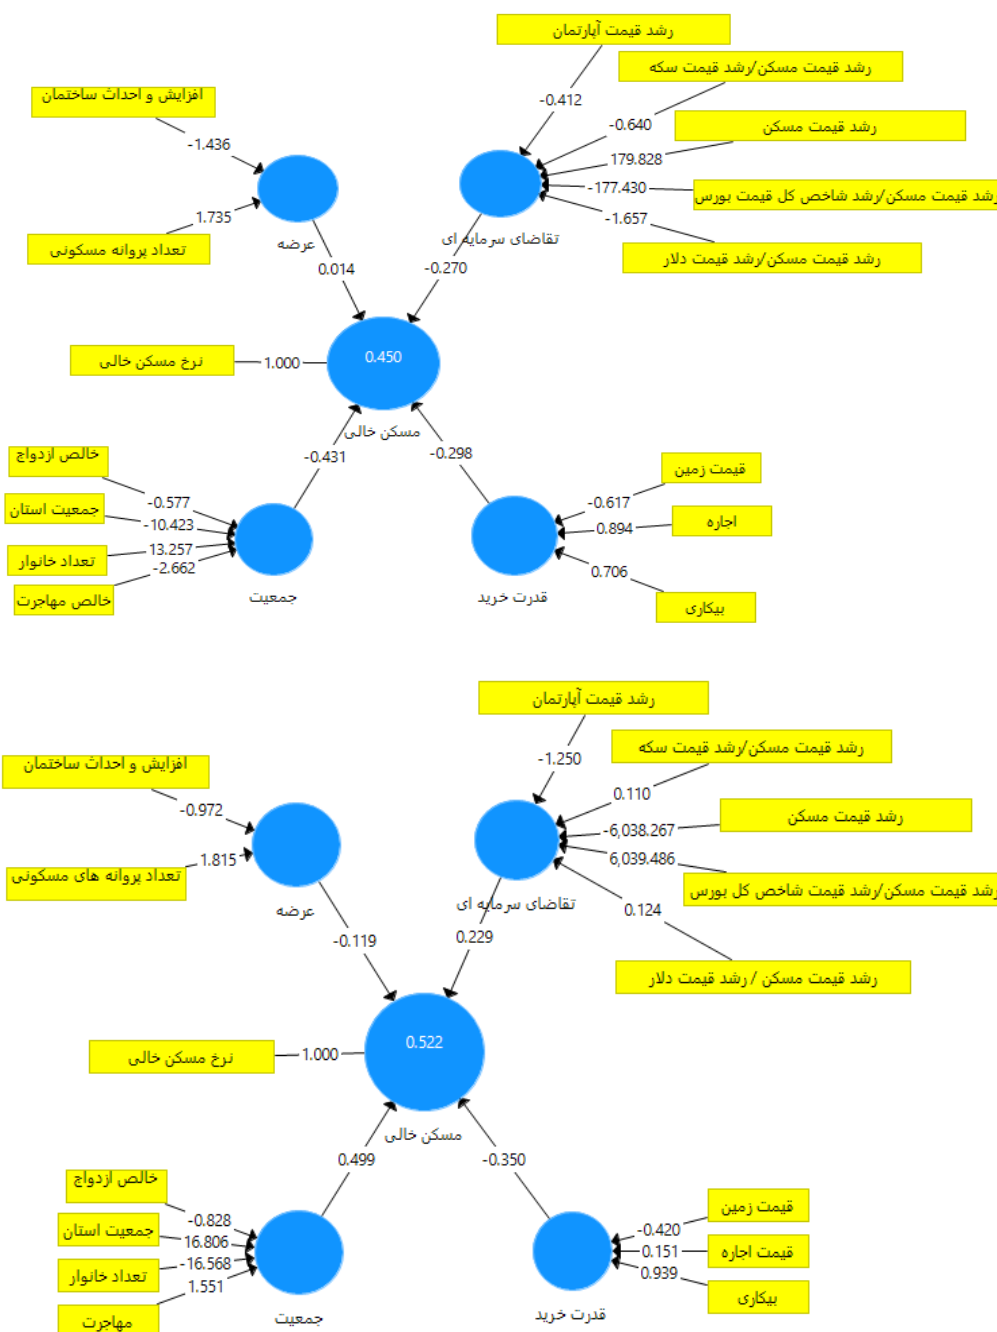 رشد قیمت آپارتمان
رشد قیمت مسکن/رشد قیمت سکه
افزایش و احداث ساختمان
-0.412
-0.640
رشد قیمت مسکن
-1.436
179.828
-177.430
رشد قیمت مسکن/رشد شاخص کل قیمت بورس
1.735
-1.657
تعداد پروانه مسکونی
عرضه
تقاضای سرمایه ای
رشد قیمت مسکن/رشد قیمت دلار
0.014
-0.270
نرخ مسکن خالی
1.000
0.450
مسکن خالی
خالص ازدواج
-0.431
-0.298
قیمت زمین
-0.577
-0.617
جمعیت استان
-10.423
0.894
اجاره
تعداد خانوار
13.257
-2.662
0.706
خالص مهاجرت
جمعیت
قدرت خرید
بیکاری
رشد قیمت آپارتمان
رشد قیمت مسکن/رشد قیمت سکه
افزایش و احداث ساختمان
-1.250
0.110
-0.972
رشد قیمت مسکن
-6,038.267
6,039.486
1.815
تعداد پروانه های مسکونی
رشد قیمت مسکن/رشد قیمت شاخص کل بورس
عرضه
تقاضای سرمایه ای
0.124
-0.119
0.229
رشد قیمت مسکن / رشد قیمت دلار
نرخ مسکن خالی
1.000
0.522
مسکن خالی
0.499
-0.350
خالص ازدواج
-0.828
قیمت زمین
جمعیت استان
16.806
-0.420
0.151
قیمت اجاره
تعداد خانوار
-16.568
1.551
0.939
بیکاری
مهاجرت
جمعیت
قدرت خرید